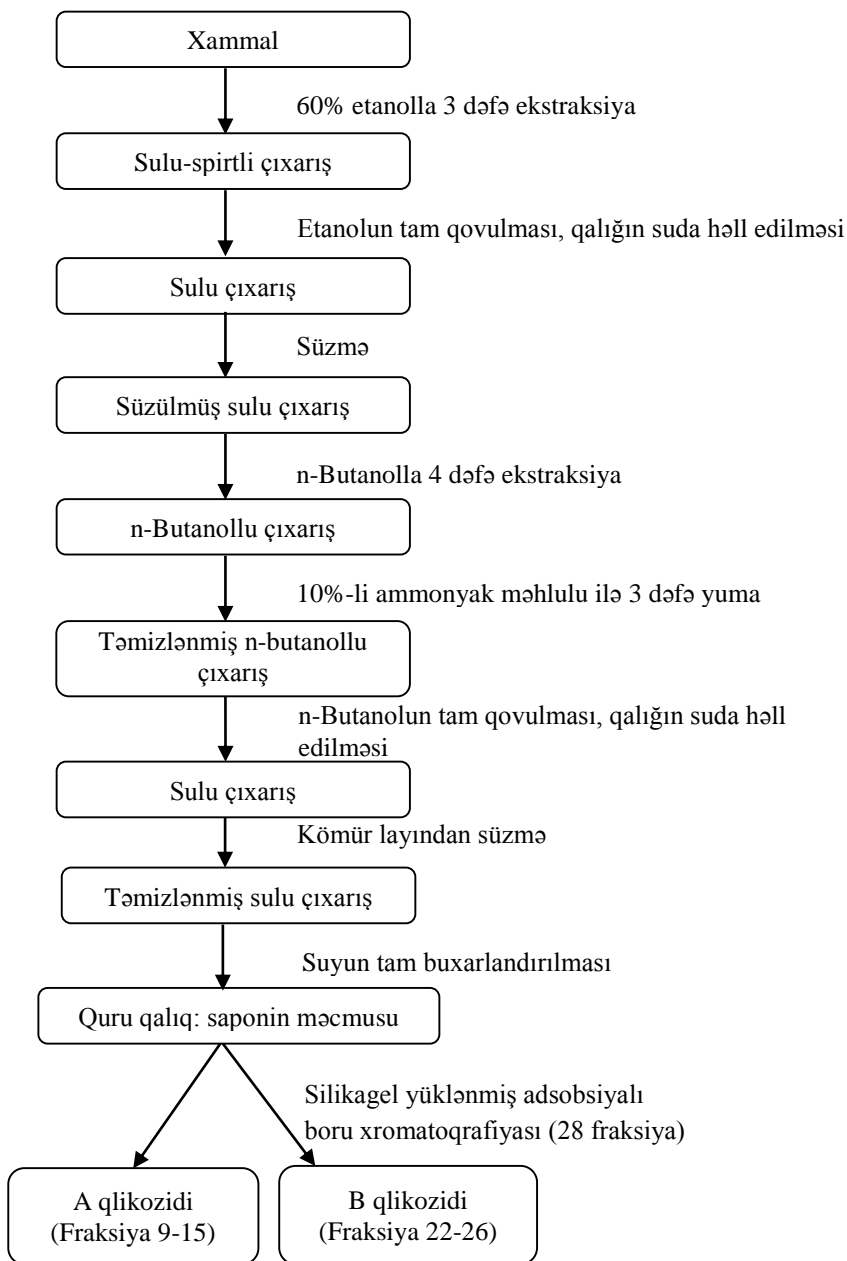 Xammal
60% etanolla 3 dəfə ekstraksiya
Sulu-spirtli çıxarış
Etanolun tam qovulması, qalığın suda həll edilməsi
Sulu çıxarış
Süzmə
Süzülmüş sulu çıxarış
n-Butanolla 4 dəfə ekstraksiya
n-Butanollu çıxarış
10%-li ammonyak məhlulu ilə 3 dəfə yuma
Təmizlənmiş n-butanollu
çıxarış
n-Butanolun tam qovulması, qalığın suda həll
edilməsi
Sulu çıxarış
Kömür layından süzmə
Təmizlənmiş sulu çıxarış
Suyun tam buxarlandırılması
Quru qalıq: saponin məcmusu
Silikagel yüklənmiş adsobsiyalı
boru xromatoqrafiyası (28 fraksiya)
A qlikozidi
(Fraksiya 9-15)
B qlikozidi
(Fraksiya 22-26)